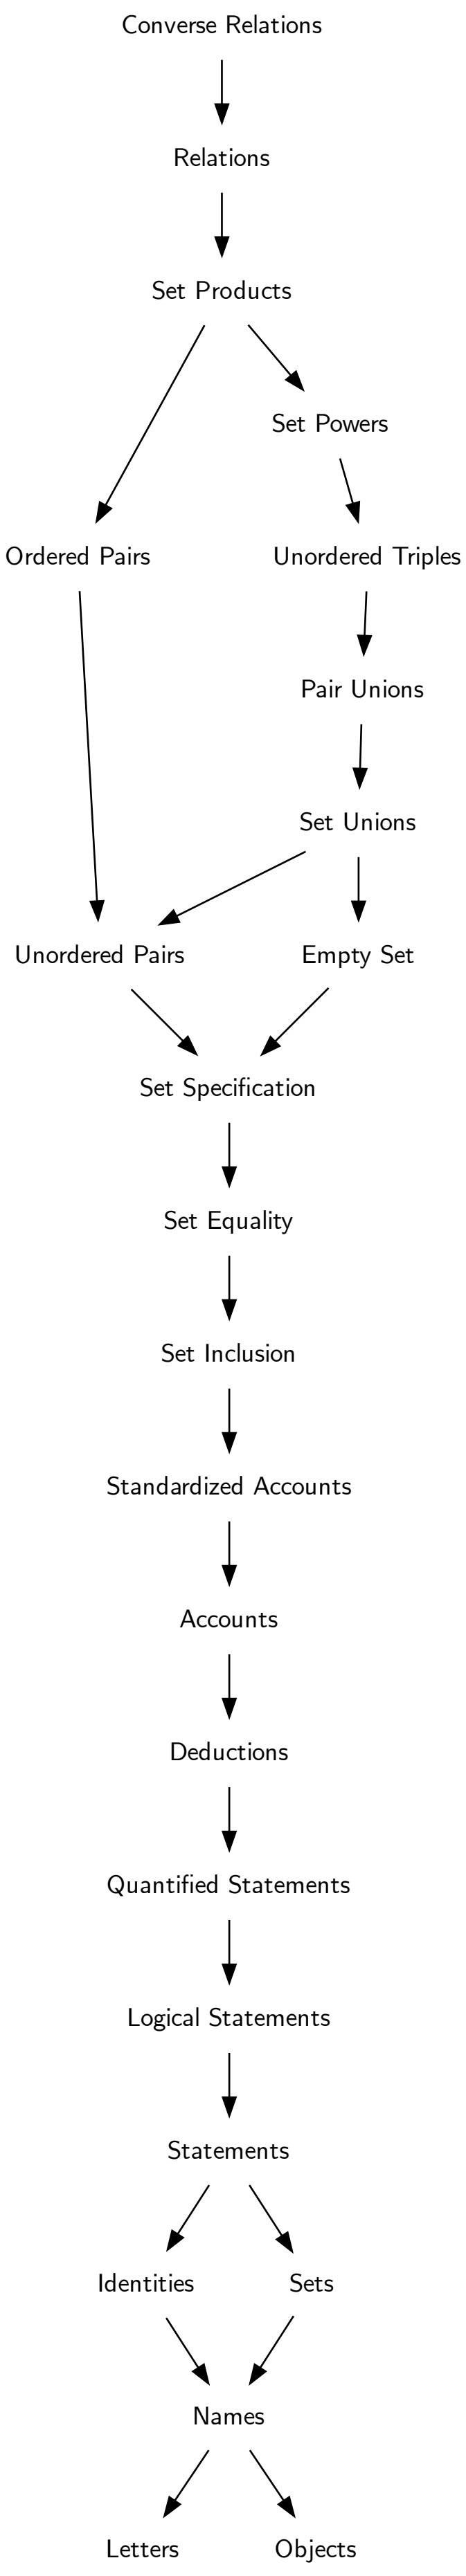 Converse Relations
Relations
Set Products
Set Powers
Ordered Pairs
Unordered Triples
Pair Unions
Set Unions
Unordered Pairs
Empty Set
Set Specification
Set Equality
Set Inclusion
Standardized Accounts
Accounts
Deductions
Quantified Statements
Logical Statements
Statements
Identities
Sets
Names
Letters
Objects